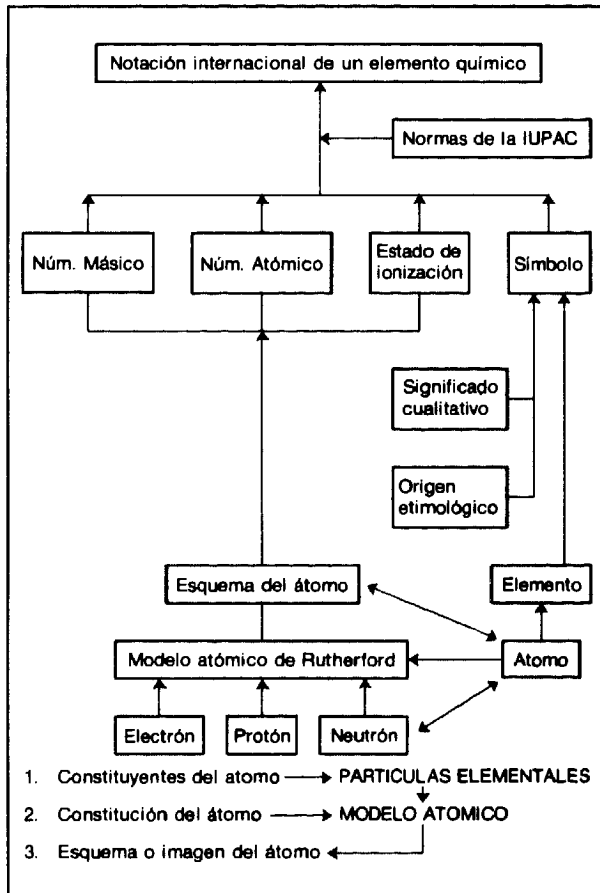 Notación internacional de un elemento químico
Normas de la IUPAC
Núm. Másico
Núm. Atómico
Estado de
ionización
Símbolo
Significado
cualitativo
Origen
etimológico
Esquema del átomo
Elemento
Modelo atómico de Rutherford
Atomo
Electrón
Protón
Neutrón
1. Constituyentes del atomo → PARTICULAS ELEMENTALES
2. Constitución del átomo → MODELO ATOMICO
3. Esquema o imagen del átomo ←